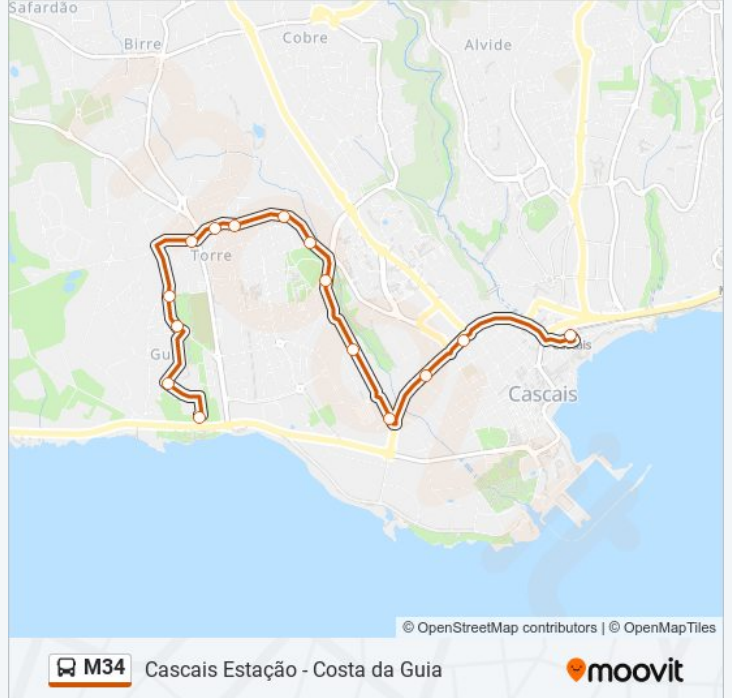 Safardão
Birre
Cobre
Alvide
Torre
Gu
Cascais
© OpenStreetMap contributors | © OpenMapTiles
M34 Cascais Estação - Costa da Guia moovit